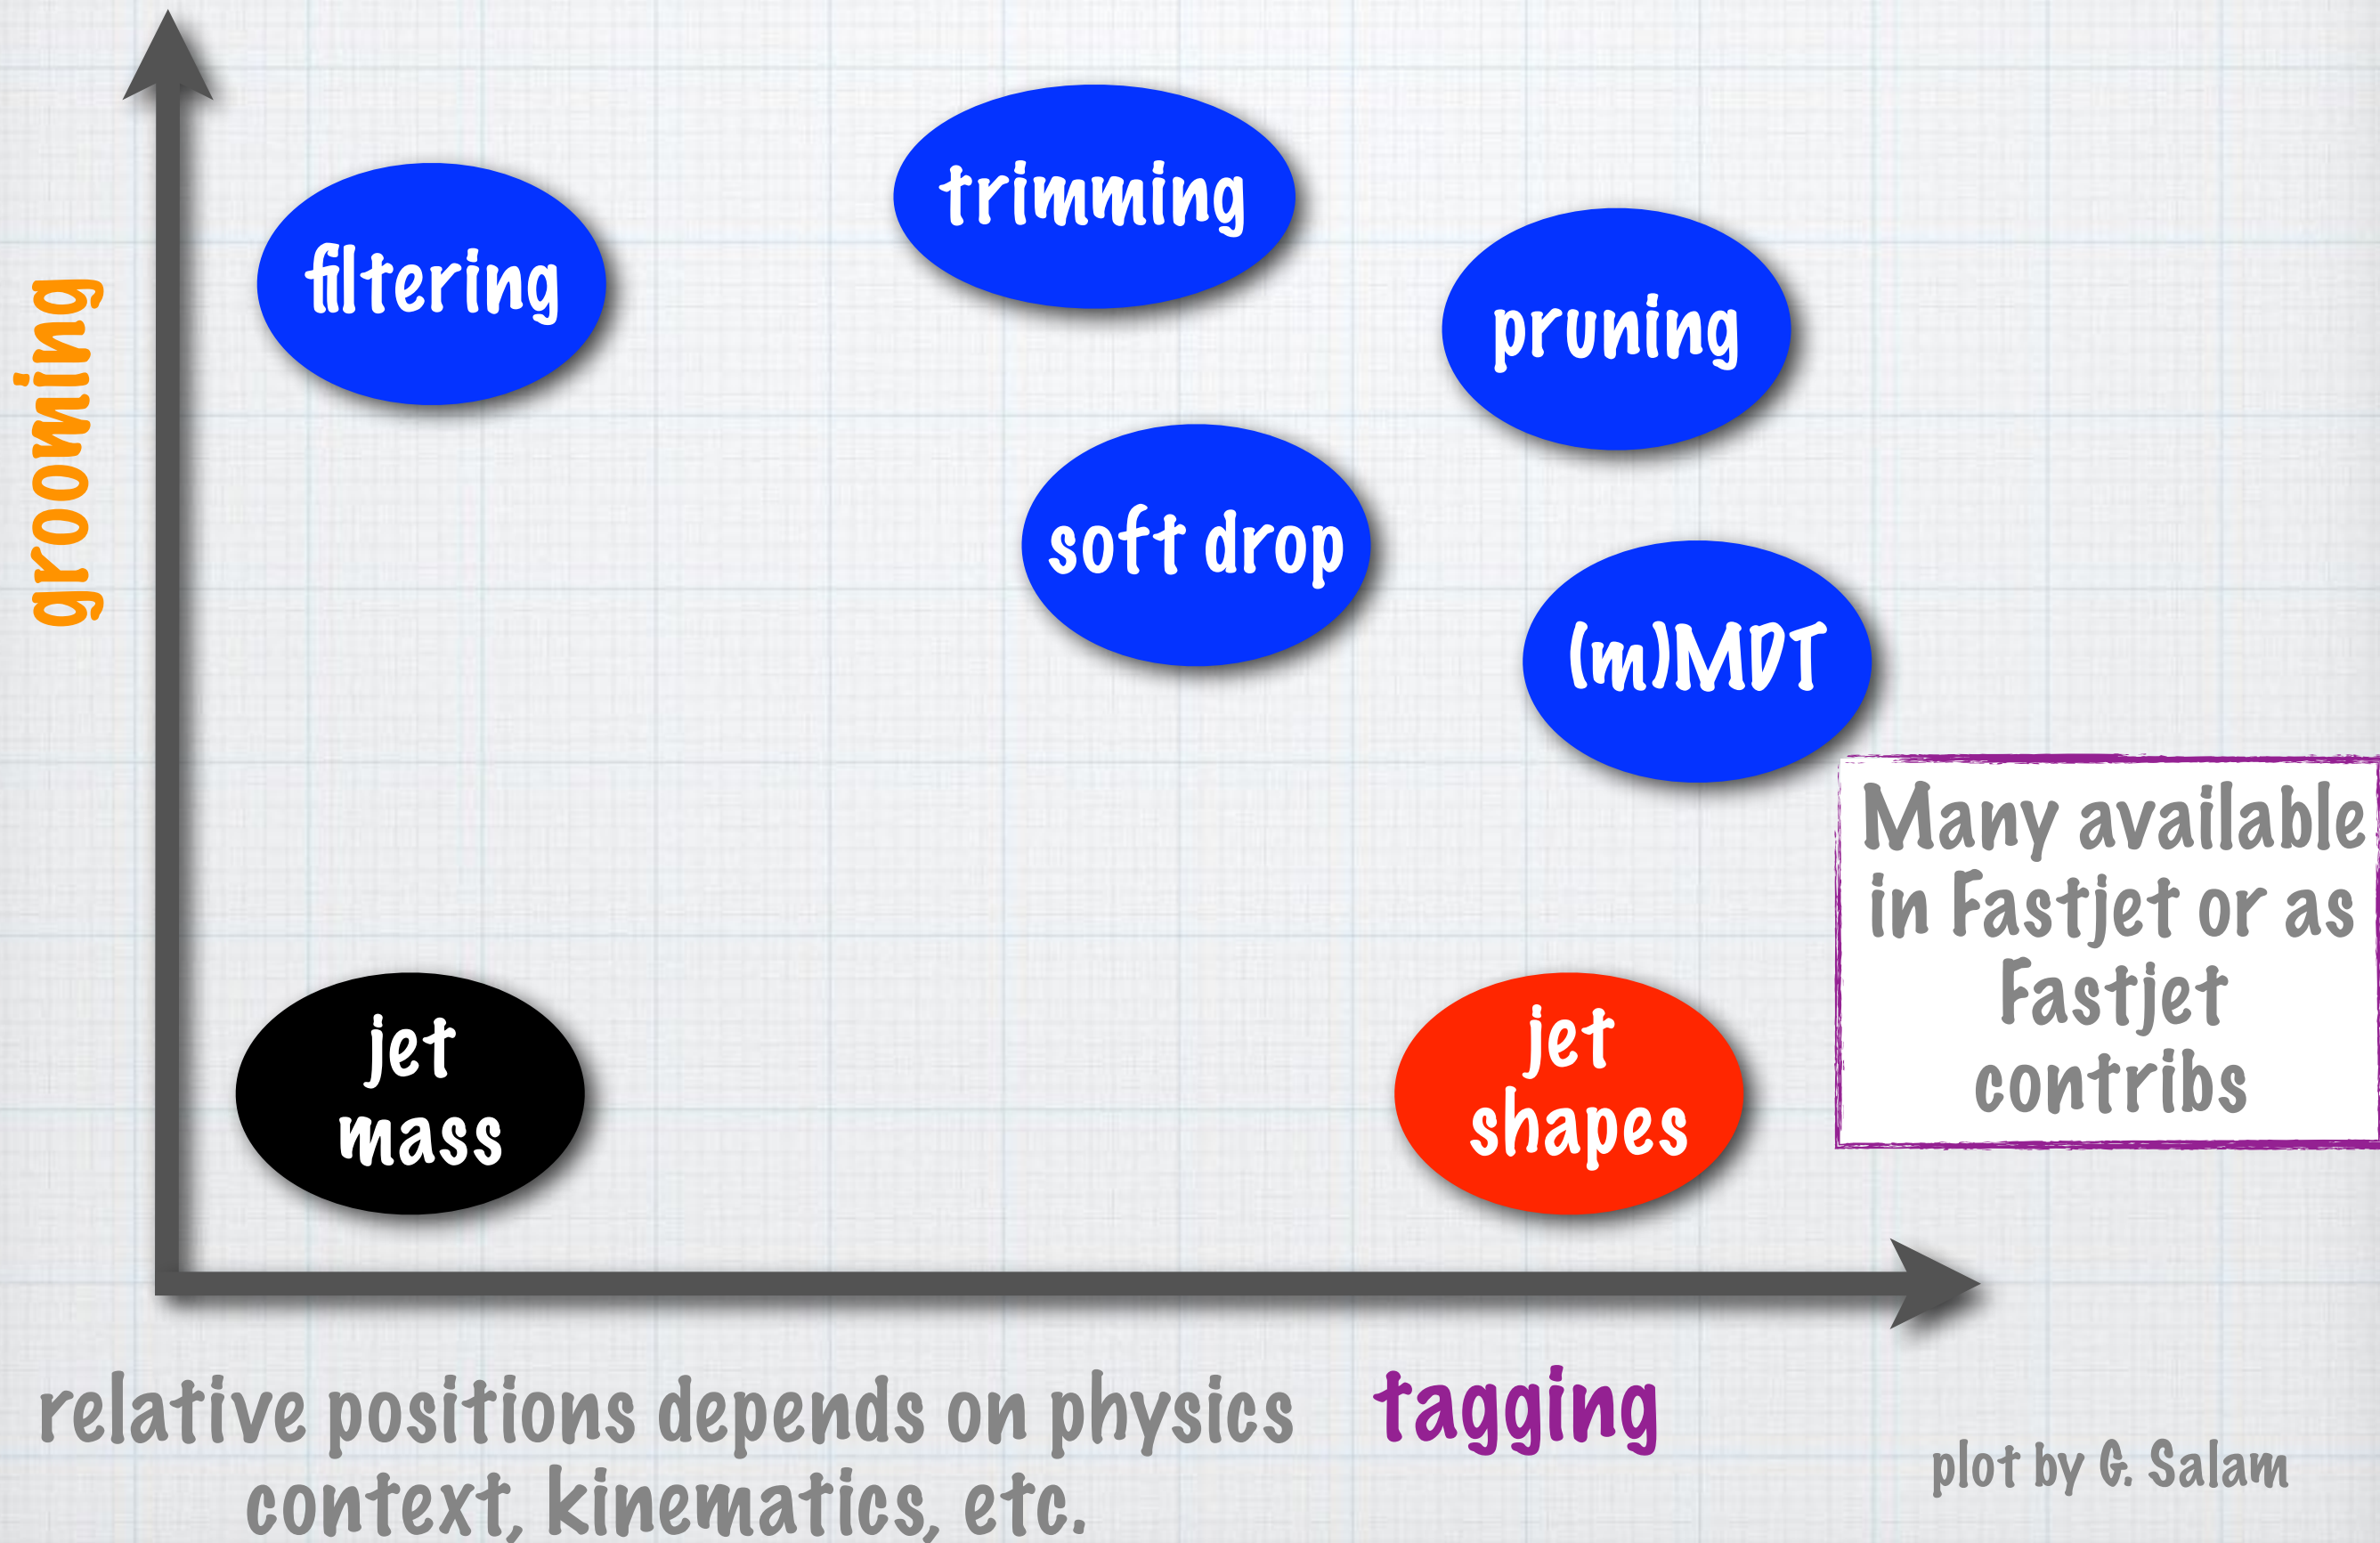 grooming
filtering
trimming
pruning
soft drop
(m)MDT
jet
mass
jet
shapes
Many available
in Fastjet or as
Fastjet
contribs
tagging
relative positions depends on physics
context, kinematics, etc.
plot by G. Salam